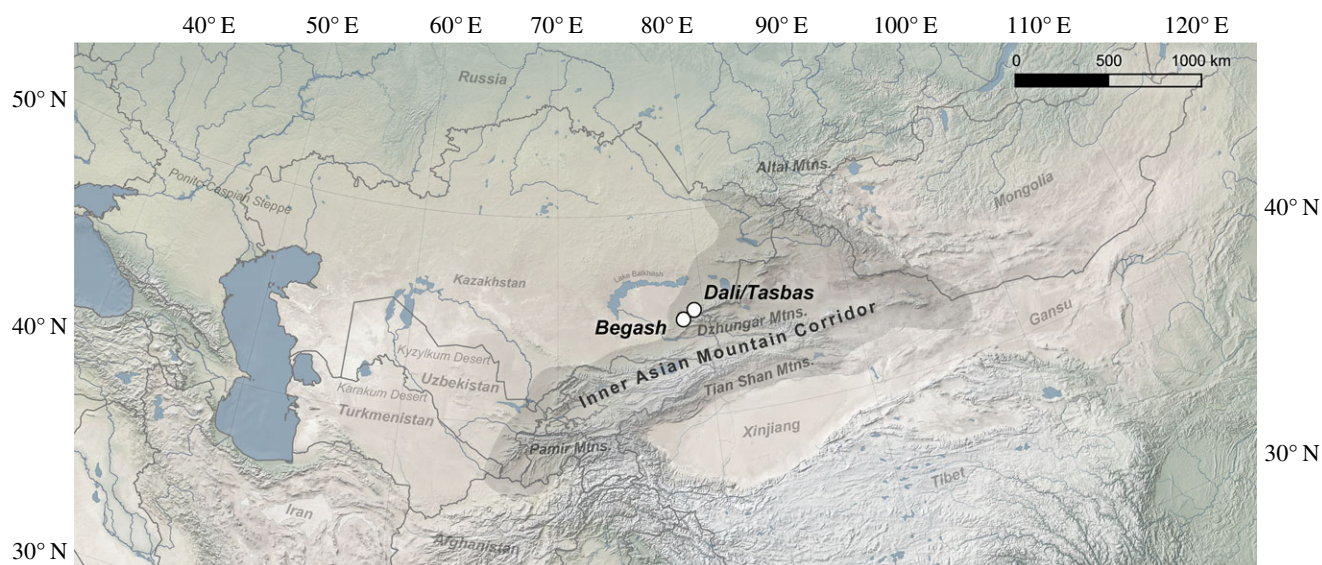 40° E 50° E 60° E 70° E 80° E 90° E 100° E 110° E 120° E
0 500 1000 km
Russia
50° N
Altai Mtns.
Ponitc-Caspian Steppe
Mongolia
40° N
Lake Balkhash
Kazakhstan
Dali/Tasbas
Gansu
Begash
Dzhungar Mtns.
40° N
Inner Asian Mountain Corridor
Kyzylkum Desert
Uzbekistan
Tian Shan Mtns.
Karakum Desert
Turkmenistan
Xinjiang
Pamir Mtns.
30° N
Tibet
Iran
Afghanistan
30° N